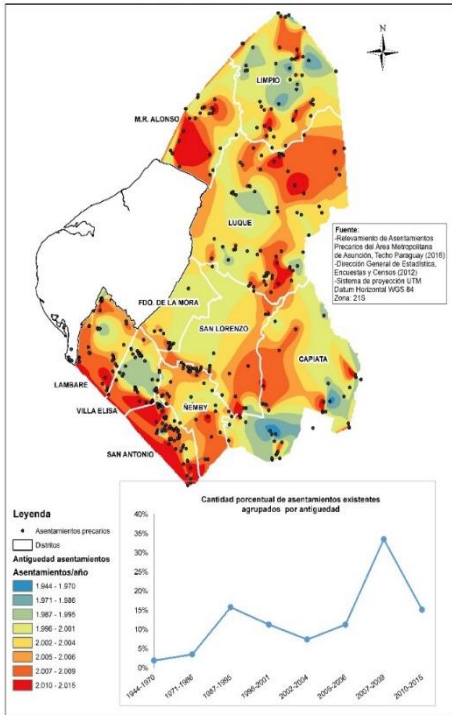 N
LIMPIO
M.R. ALONSO
LUQUE
Fuente:
-Relevamiento de Asentamientos
Precarios del Área Metropolitana
de Asunción, Techo Paraguay (2016)
-Dirección General de Estadística,
Encuestas y Censos (2012)
-Sistema de proyección UTM
Datum Horizontal WGS 84
Zona: 21S
FDO. DE LA MORA
SAN LORENZO
CAPIATA
LAMBARE
ÑEMBY
VILLA ELISA
SAN ANTONIO
Leyenda
Asentamientos precarios
Distritos
Antiguedad asentamientos
Asentamientos/año
1.944 - 1.970
1.971 - 1.986
1.987 - 1.995
1.996 - 2.001
2.002 - 2.004
2.005 - 2.006
2.007 - 2.009
2.010 - 2.015
Cantidad porcentual de asentamientos existentes
agrupados por antiguedad
40%
35%
30%
25%
20%
15%
10%
5%
0%
1944-1970
1971-1986
1987-1995
1996-2001
2002-2004
2005-2006
2007-2009
2010-2015